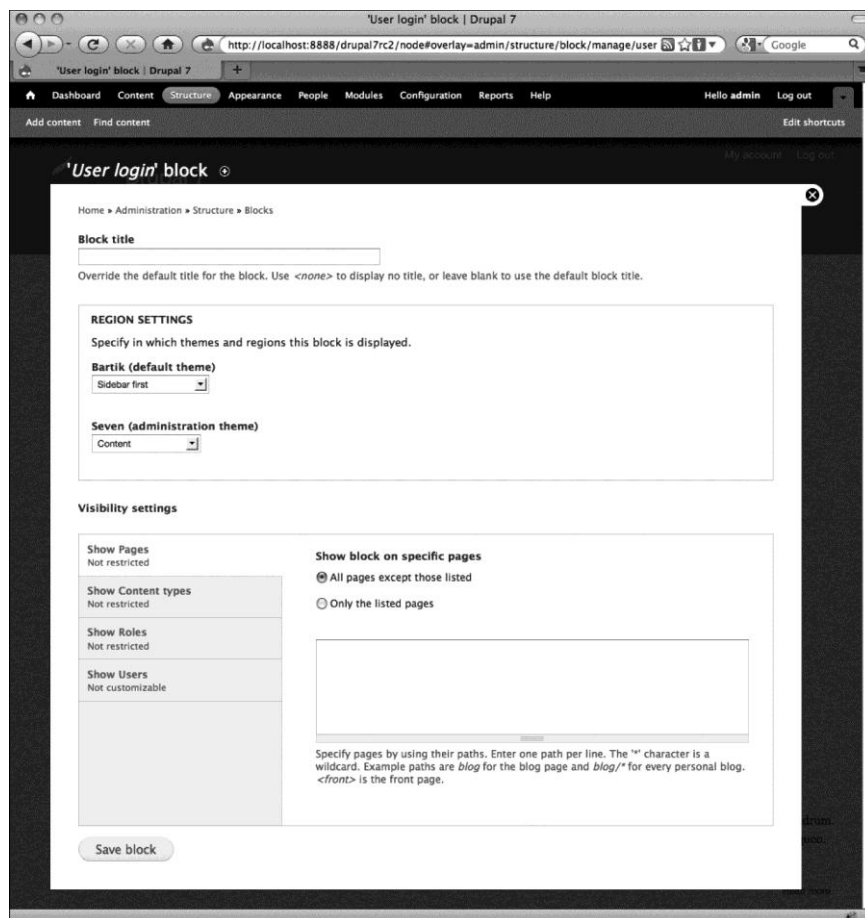 'User login' block | Drupal 7
http://localhost:8888/drupal7rc2/node#overlay=admin/structure/block/manage/user
Google
'User login' block | Drupal 7
Dashboard Content Structure Appearance People Modules Configuration Reports Help Hello admin Log out
Add content Find content Edit shortcuts
My account Log out
'User login' block
Home » Administration » Structure » Blocks
Block title
Override the default title for the block. Use <none> to display no title, or leave blank to use the default block title.
REGION SETTINGS
Specify in which themes and regions this block is displayed.
Bartik (default theme)
Sidebar first
Seven (administration theme)
Content
Visibility settings
Show Pages
Not restricted
Show Content types
Not restricted
Show Roles
Not restricted
Show Users
Not customizable
Show block on specific pages
All pages except those listed
Only the listed pages
Specify pages by using their paths. Enter one path per line. The '*' character is a
wildcard. Example paths are blog for the blog page and blog/* for every personal blog.
<front> is the front page.
Save block